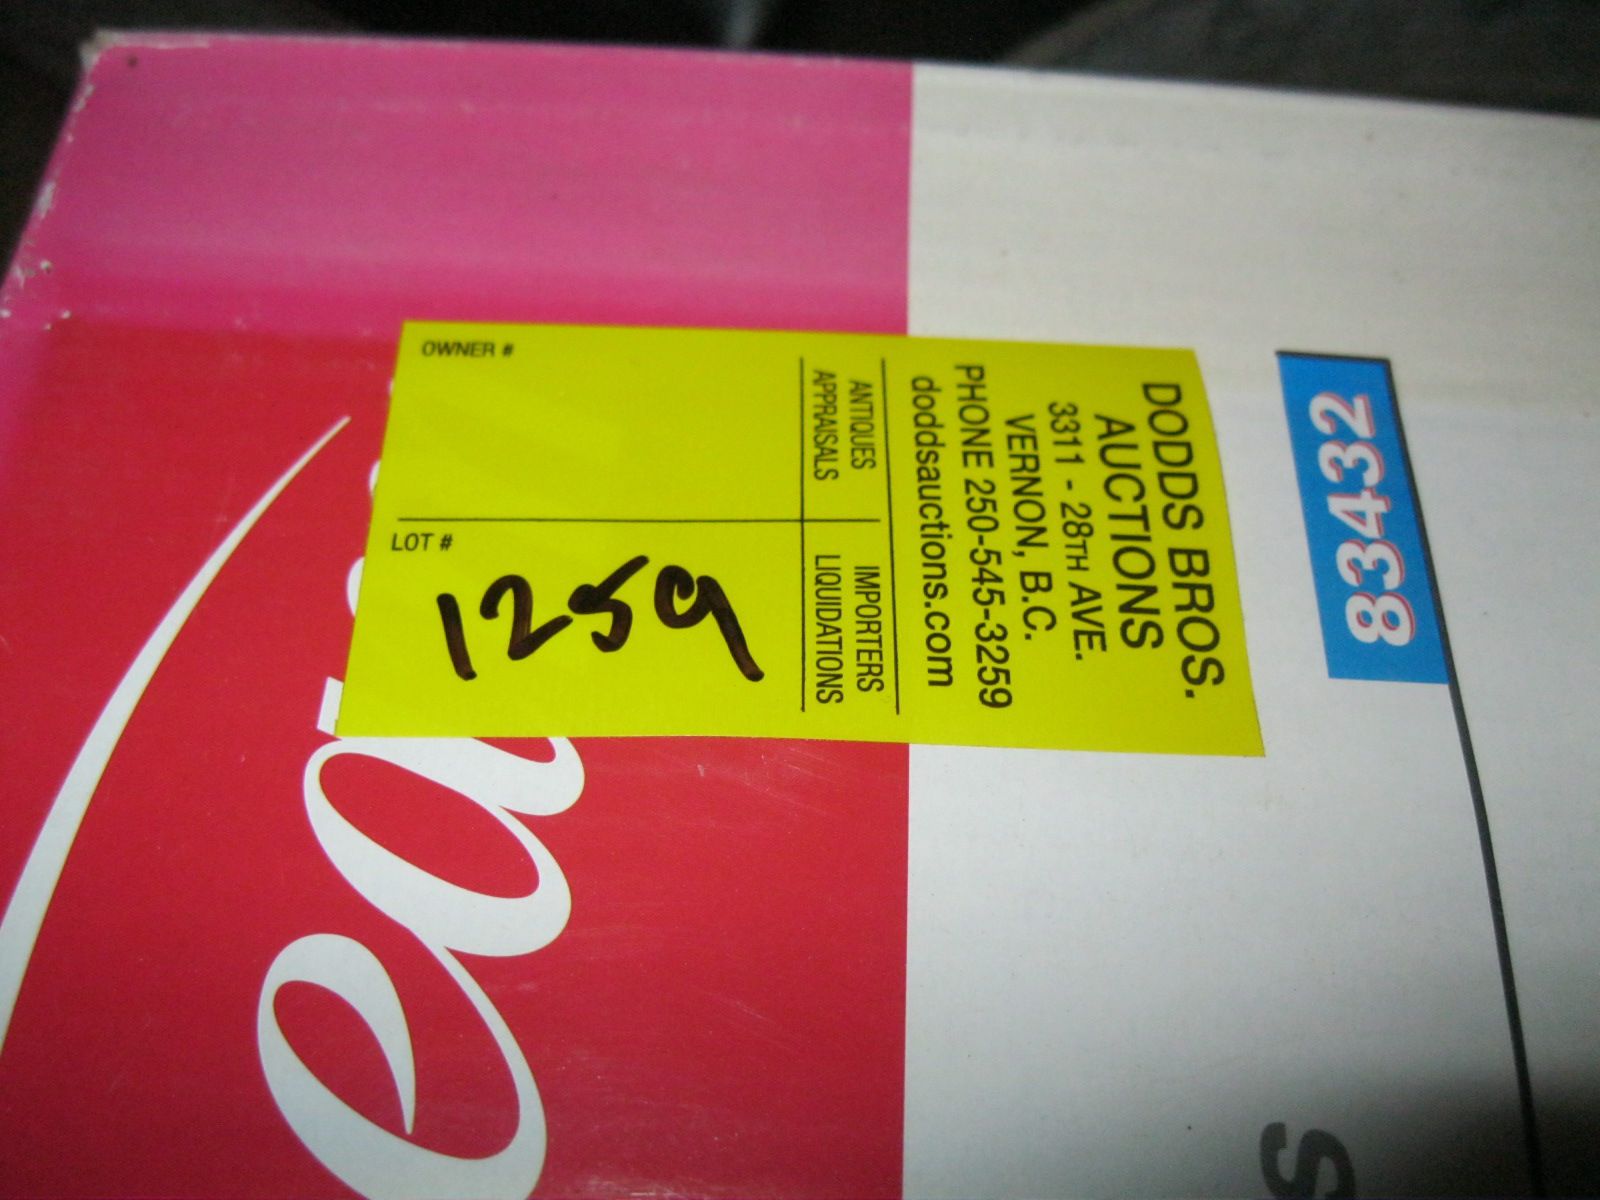 DODDS BROS.
AUCTIONS
3311 - 28TH AVE.
VERNON, B.C.
PHONE 250-545-3259
doddsauctions.com
ANTIQUES
APPRAISALS
IMPORTERS
LIQUIDATIONS
OWNER #
LOT #
1259
83432